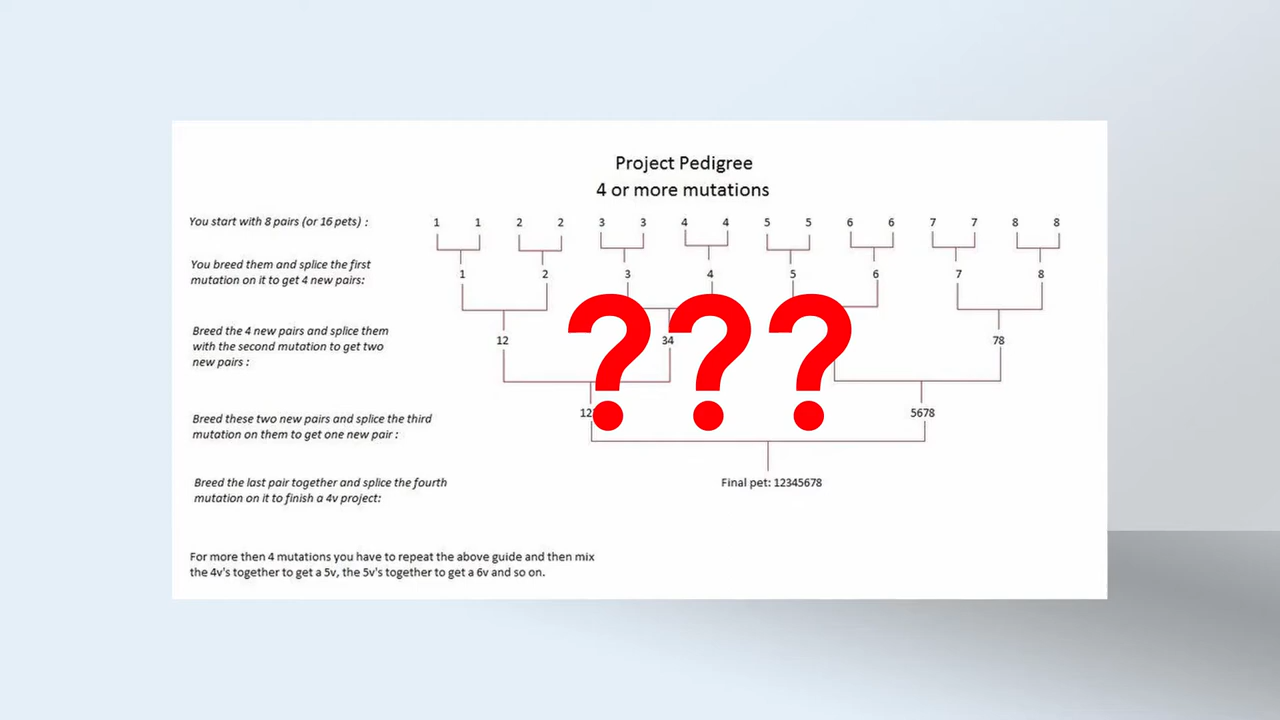 Project Pedigree
4 or more mutations
You start with 8 pairs (or 16 pets) :
1 1 2 2 3 3 4 4 5 5 6 6 7 7 8 8
You breed them and splice the first
mutation on it to get 4 new pairs:
1 2 3 4 5 6 7 8
Breed the 4 new pairs and splice them
with the second mutation to get two
new pairs :
12 34 78
???
Breed these two new pairs and splice the third
mutation on them to get one new pair :
5678
Breed the last pair together and splice the fourth
mutation on it to finish a 4v project:
Final pet: 12345678
For more then 4 mutations you have to repeat the above guide and then mix
the 4v's together to get a 5v, the 5v's together to get a 6v and so on.